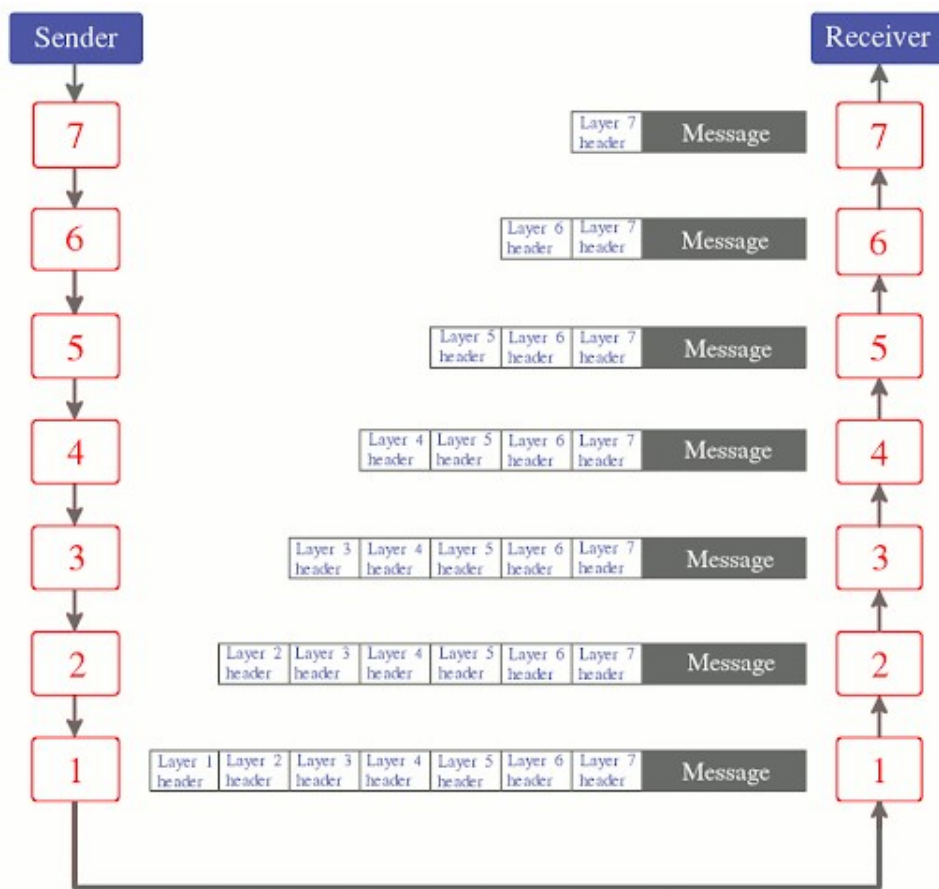 Sender
Receiver
7
Layer 7
header
Message
7
6
Layer 6 Layer 7
header header
Message
6
5
Layer 5 Layer 6 Layer 7
header header header
Message
5
4
Layer 4 Layer 5 Layer 6 Layer 7
header header header header
Message
4
3
Layer 3 Layer 4 Layer 5 Layer 6 Layer 7
header header header header header
Message
3
2
Layer 2 Layer 3 Layer 4 Layer 5 Layer 6 Layer 7
header header header header header header
Message
2
1
Layer 1 Layer 2 Layer 3 Layer 4 Layer 5 Layer 6 Layer 7
header header header header header header header
Message
1